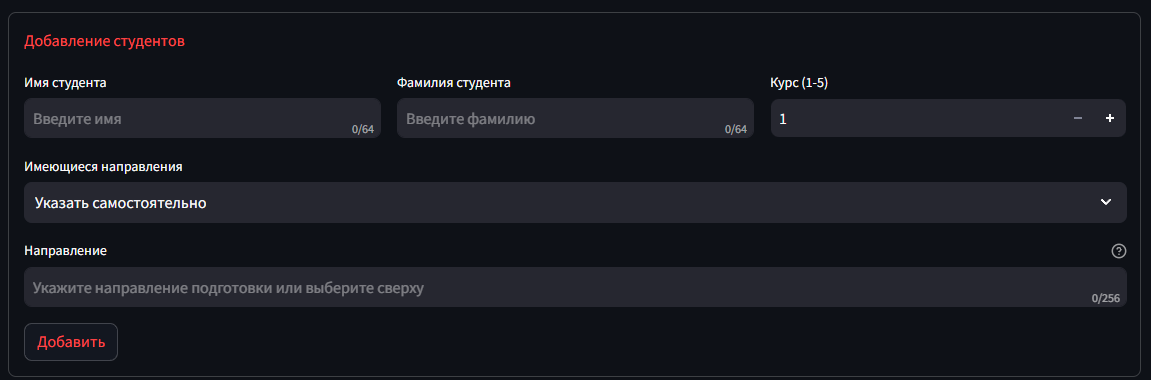 Добавление студентов
Имя студента Фамилия студента Курс (1-5)
Введите имя 0/64 Введите фамилию 0/64 1 − +
Имеющиеся направления
Указать самостоятельно
Направление
Укажите направление подготовки или выберите сверху 0/256
Добавить